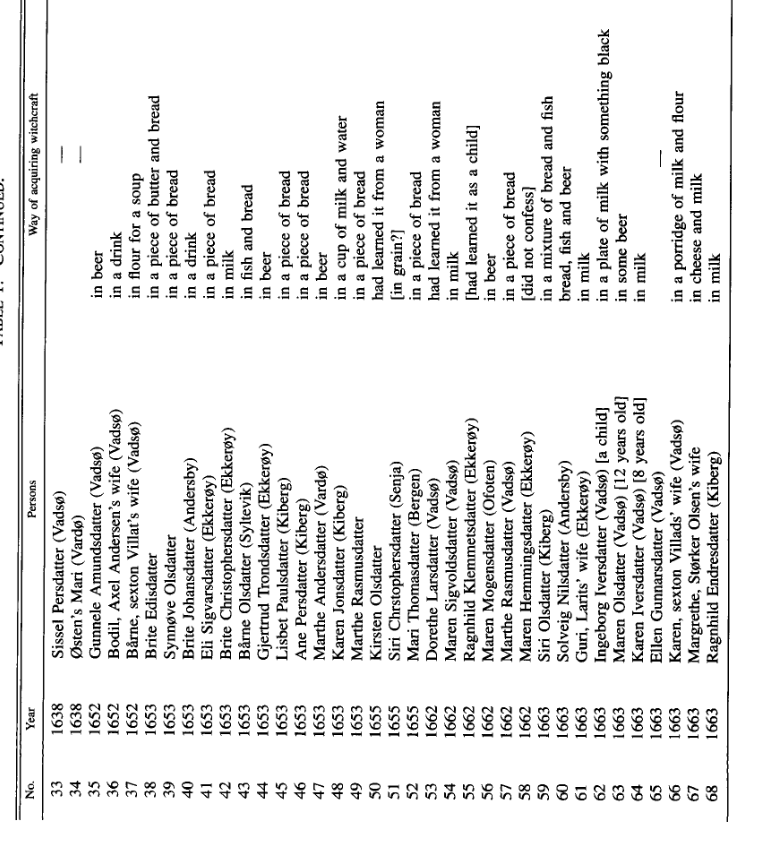 TABLE 1. CONTINUED.
No. Year Persons Way of acquiring witchcraft
33 1638 Sissel Persdatter (Vadsø) —
34 1638 Østen's Mari (Vardø) —
35 1652 Gunnele Amundsdatter (Vadsø) in beer
36 1652 Bodil, Axel Andersen's wife (Vadsø) in a drink
37 1652 Bårne, sexton Villat's wife (Vadsø) in flour for a soup
38 1653 Brite Edisdatter in a piece of butter and bread
39 1653 Synnøve Olsdatter in a piece of bread
40 1653 Brite Johansdatter (Andersby) in a drink
41 1653 Eli Sigvarsdatter (Ekkerøy) in a piece of bread
42 1653 Brite Christophersdatter (Ekkerøy) in milk
43 1653 Bårne Olsdatter (Syltevik) in fish and bread
44 1653 Gjertrud Trondsdatter (Ekkerøy) in beer
45 1653 Lisbet Paulsdatter (Kiberg) in a piece of bread
46 1653 Ane Persdatter (Kiberg) in a piece of bread
47 1653 Marthe Andersdatter (Vardø) in beer
48 1653 Karen Jonsdatter (Kiberg) in a cup of milk and water
49 1653 Marthe Rasmusdatter in a piece of bread
50 1655 Kirsten Olsdatter had learned it from a woman
51 1655 Siri Chrstophersdatter (Senja) [in grain?]
52 1655 Mari Thomasdatter (Bergen) in a piece of bread
53 1662 Dorethe Larsdatter (Vadsø) had learned it from a woman
54 1662 Maren Sigvoldsdatter (Vadsø) in milk
55 1662 Ragnhild Klemmetsdatter (Ekkerøy) [had learned it as a child]
56 1662 Maren Mogensdatter (Ofoten) in beer
57 1662 Marthe Rasmusdatter (Vadsø) in a piece of bread
58 1662 Maren Hemmingsdatter (Ekkerøy) [did not confess]
59 1663 Siri Olsdatter (Kiberg) in a mixture of bread and fish
60 1663 Solveig Nilsdatter (Andersby) bread, fish and beer
61 1663 Guri, Larits' wife (Ekkerøy) in milk
62 1663 Ingeborg Iversdatter (Vadsø) [a child] in a plate of milk with something black
63 1663 Maren Olsdatter (Vadsø) [12 years old] in some beer
64 1663 Karen Iversdatter (Vadsø) [8 years old] in milk
65 1663 Ellen Gunnarsdatter (Vadsø) —
66 1663 Karen, sexton Villads' wife (Vadsø) in a porridge of milk and flour
67 1663 Margrethe, Størker Olsen's wife in cheese and milk
68 1663 Ragnhild Endresdatter (Kiberg) in milk